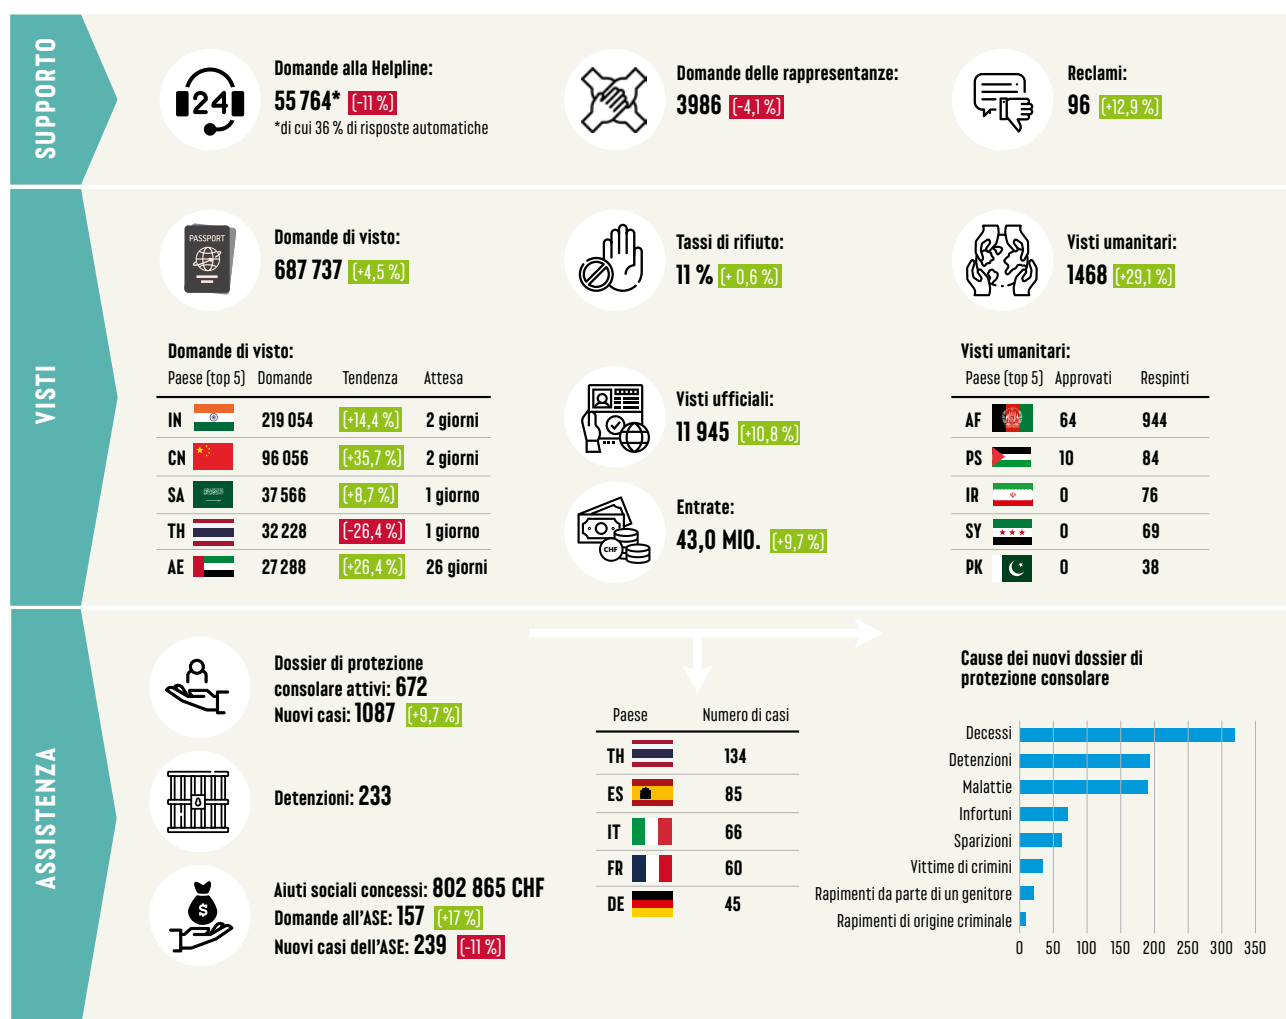 SUPPORTO
24
Domande alla Helpline:
55 764* (-11 %)
*di cui 36 % di risposte automatiche
Domande delle rappresentanze:
3986 (-4,1 %)
Reclami:
96 (+12,9 %)
VISTI
PASSPORT
Domande di visto:
687 737 (+4,5 %)
Tassi di rifiuto:
11 % (+ 0,6 %)
Visti umanitari:
1468 (+29,1 %)
Domande di visto:
Paese (top 5) Domande Tendenza Attesa
IN 219 054 (+14,4 %) 2 giorni
CN 96 056 (+35,7 %) 2 giorni
SA 37 566 (+8,7 %) 1 giorno
TH 32 228 (-26,4 %) 1 giorno
AE 27 288 (+26,4 %) 26 giorni
Visti ufficiali:
11 945 (+10,8 %)
CHF
Entrate:
43,0 MIO. (+9,7 %)
Visti umanitari:
Paese (top 5) Approvati Respinti
AF 64 944
PS 10 84
IR 0 76
SY 0 69
PK 0 38
ASSISTENZA
Dossier di protezione
consolare attivi: 672
Nuovi casi: 1087 (+9,7 %)
Detenzioni: 233
$
Aiuti sociali concessi: 802 865 CHF
Domande all'ASE: 157 (+17 %)
Nuovi casi dell'ASE: 239 (-11 %)
Paese Numero di casi
TH 134
ES 85
IT 66
FR 60
DE 45
Cause dei nuovi dossier di
protezione consolare
Decessi
Detenzioni
Malattie
Infortuni
Sparizioni
Vittime di crimini
Rapimenti da parte di un genitore
Rapimenti di origine criminale
0 50 100 150 200 250 300 350